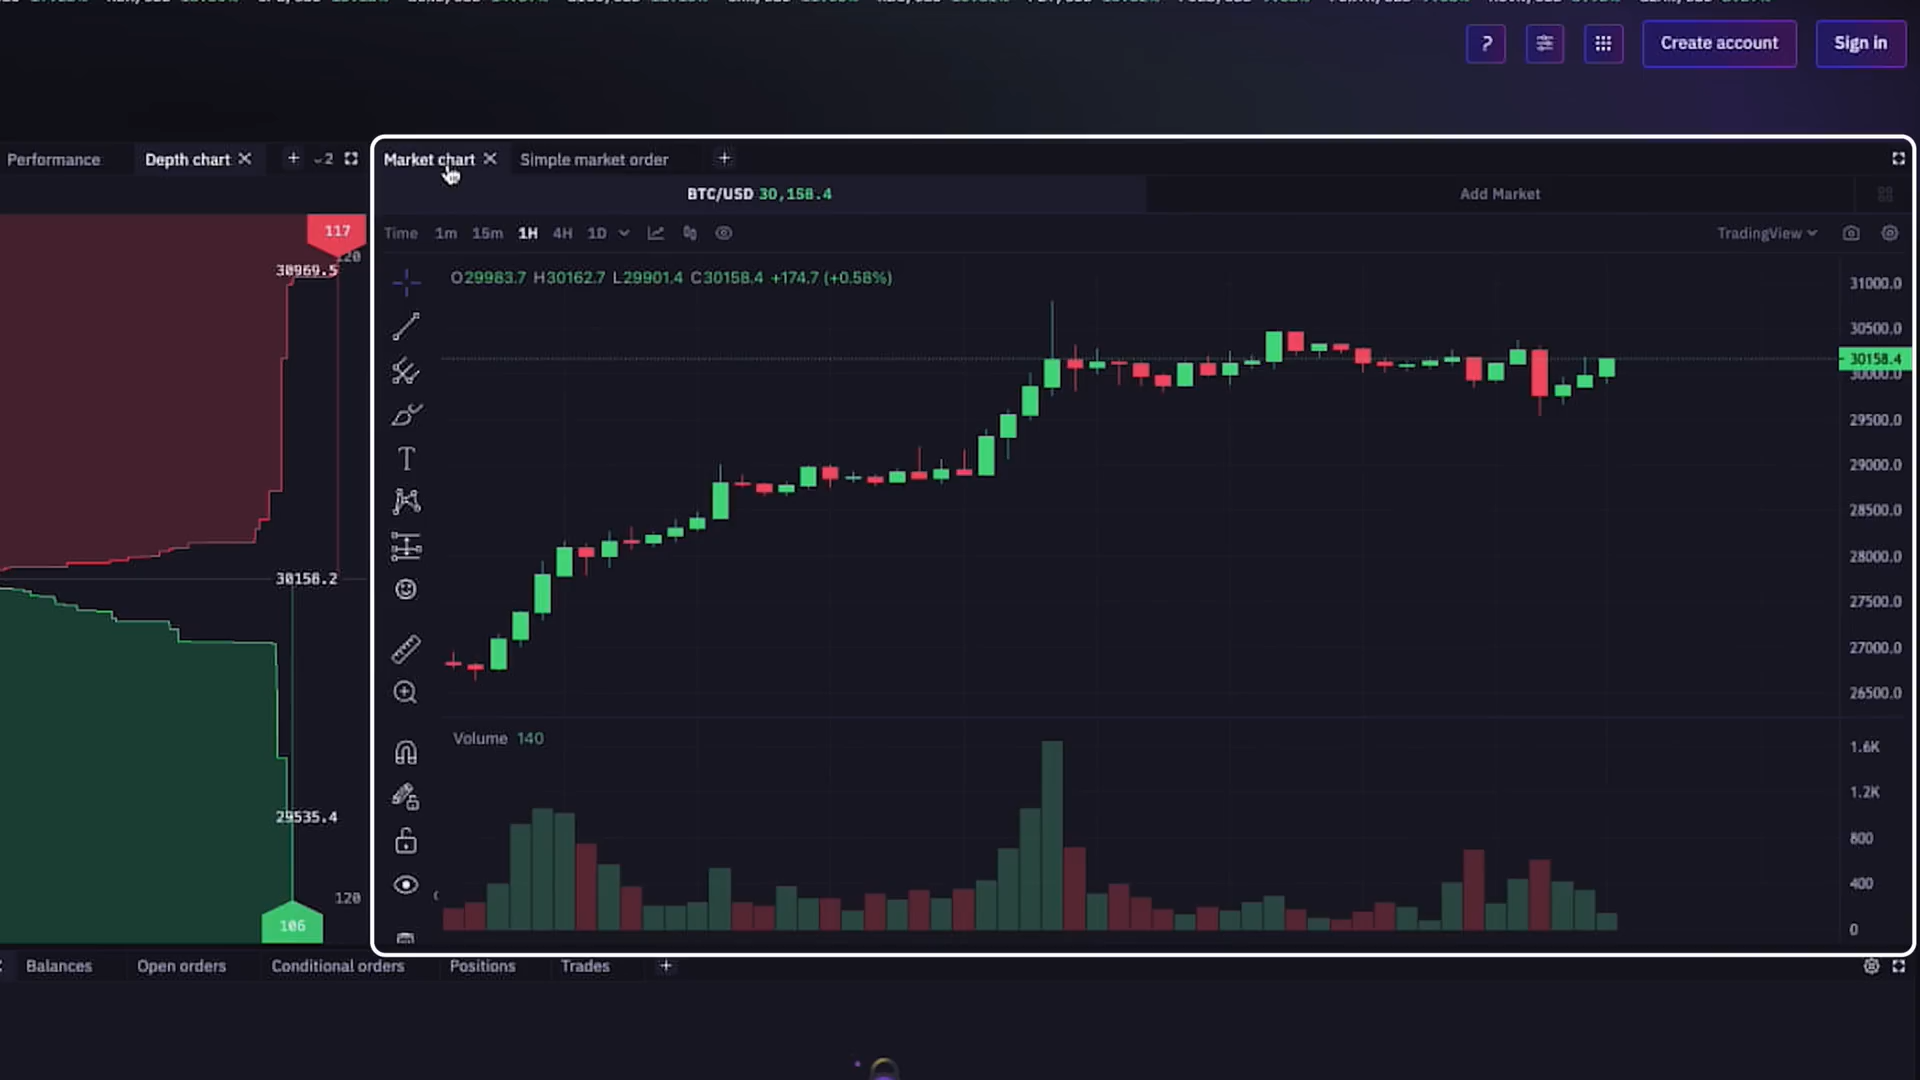 ?
Create account
Sign in
Performance
Depth chart
2
Market chart
Simple market order
BTC/USD 30,158.4
Add Market
Time 1m 15m 1H 4H 1D
TradingView
O29983.7 H30162.7 L29901.4 C30158.4 +174.7 (+0.58%)
117
120
30969.5
30158.2
29535.4
120
106
31000.0
30500.0
30158.4
30000.0
29500.0
29000.0
28500.0
28000.0
27500.0
27000.0
26500.0
Volume 140
1.6K
1.2K
800
400
0
Balances
Open orders
Conditional orders
Positions
Trades